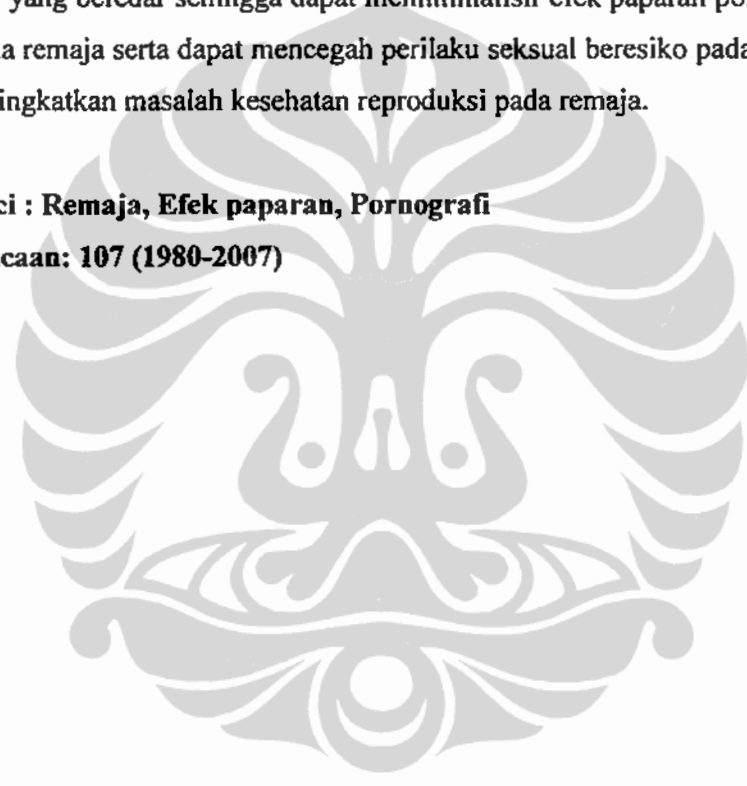 yang beredar sehingga dapat meminimalisir efek paparan po
a remaja serta dapat mencegah perilaku seksual beresiko pada
ingkatkan masalah kesehatan reproduksi pada remaja.
ci : Remaja, Efek paparan, Pornografi
caan: 107 (1980-2007)